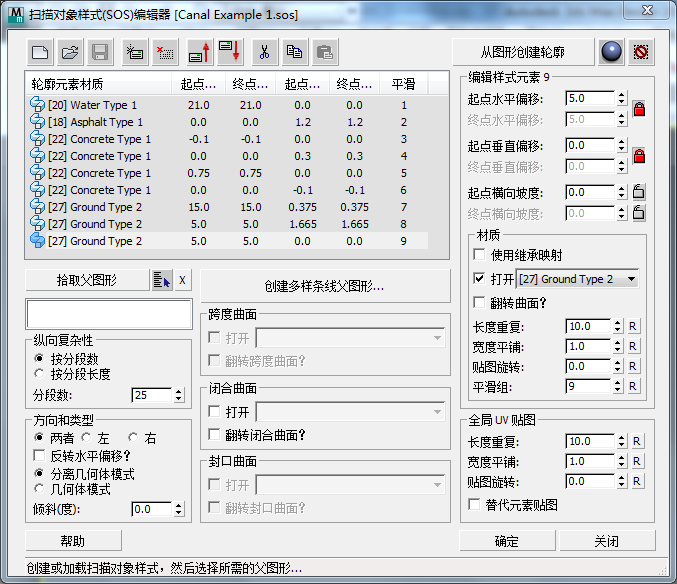 扫描对象样式(SOS)编辑器 [Canal Example 1.sos]
从图形创建轮廓
轮廓元素材质 起点... 终点... 起点... 终点... 平滑
[20] Water Type 1 21.0 21.0 0.0 0.0 1
[18] Asphalt Type 1 0.0 0.0 1.2 1.2 2
[22] Concrete Type 1 -0.1 -0.1 0.0 0.0 3
[22] Concrete Type 1 0.0 0.0 0.3 0.3 4
[22] Concrete Type 1 0.75 0.75 0.0 0.0 5
[22] Concrete Type 1 0.0 0.0 -0.1 -0.1 6
[27] Ground Type 2 15.0 15.0 0.375 0.375 7
[27] Ground Type 2 5.0 5.0 1.665 1.665 8
[27] Ground Type 2 5.0 5.0 0.0 0.0 9
拾取父图形 X
创建多样条线父图形...
纵向复杂性
按分段数
按分段长度
分段数: 25
方向和类型
两者 左 右
反转水平偏移?
分离几何体模式
几何体模式
倾斜(度): 0.0
跨度曲面
打开
翻转跨度曲面?
闭合曲面
打开
翻转闭合曲面?
封口曲面
打开
翻转封口曲面?
编辑样式元素 9
起点水平偏移: 5.0
终点水平偏移: 5.0
起点垂直偏移: 0.0
终点垂直偏移: 0.0
起点横向坡度: 0.0
终点横向坡度: 0.0
材质
使用继承映射
打开 [27] Ground Type 2
翻转曲面?
长度重复: 10.0 R
宽度平铺: 1.0 R
贴图旋转: 0.0 R
平滑组: 9 R
全局 UV 贴图
长度重复: 10.0 R
宽度平铺: 1.0 R
贴图旋转: 0.0 R
替代元素贴图
帮助 确定 关闭
创建或加载扫描对象样式，然后选择所需的父图形...